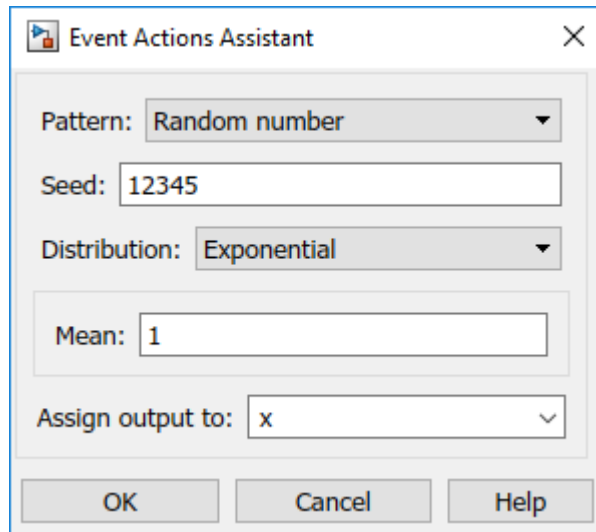 Event Actions Assistant
Pattern: Random number
Seed: 12345
Distribution: Exponential
Mean: 1
Assign output to: x
OK Cancel Help